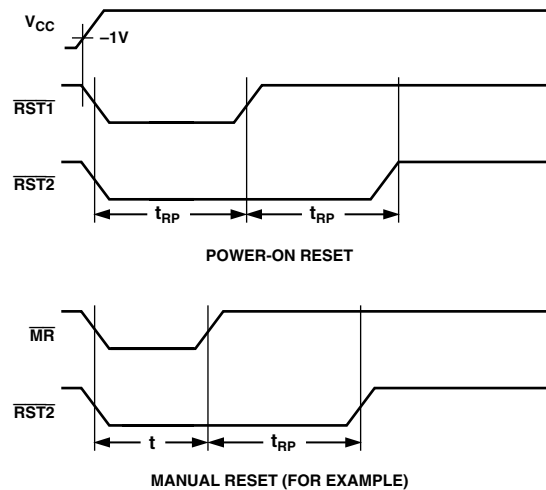 VCC
–1V
RST1
RST2
tRP tRP
POWER-ON RESET
MR
RST2
t tRP
MANUAL RESET (FOR EXAMPLE)